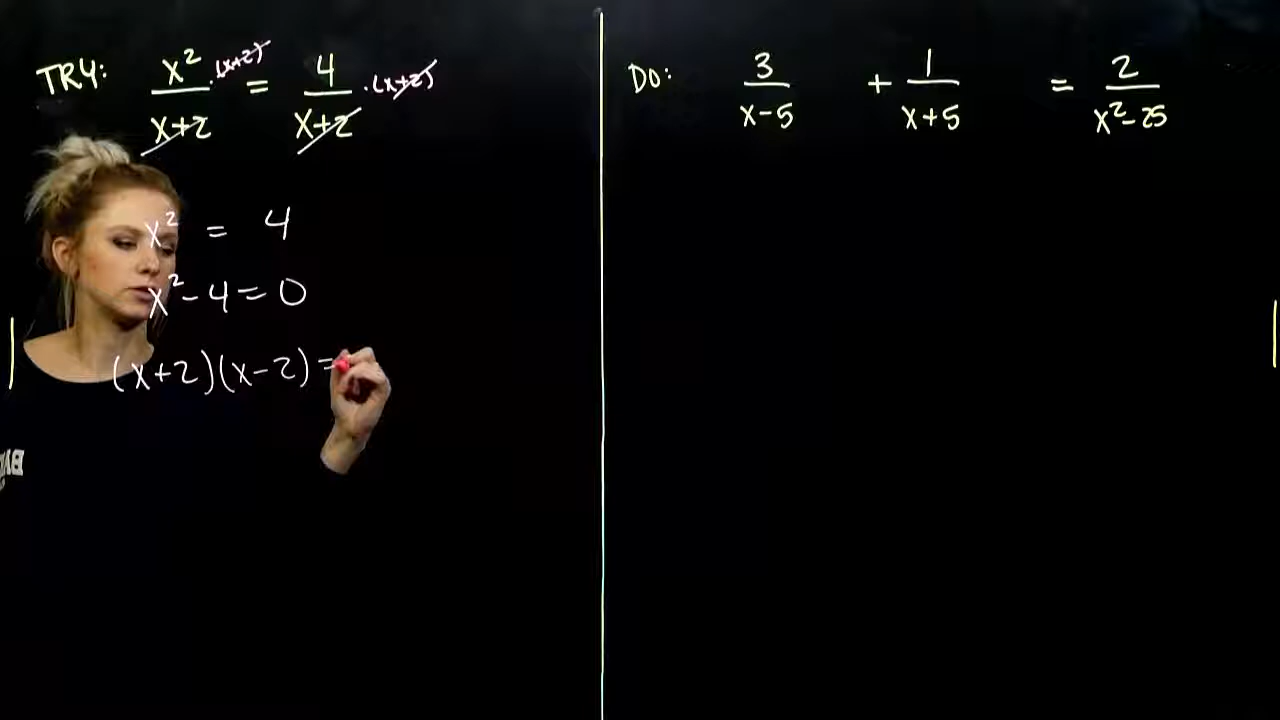 TRY: x²/(x+2) · (x+2) = 4/(x+2) · (x+2)
x² = 4
x² - 4 = 0
(x+2)(x-2) =
DO: 3/(x-5) + 1/(x+5) = 2/(x²-25)